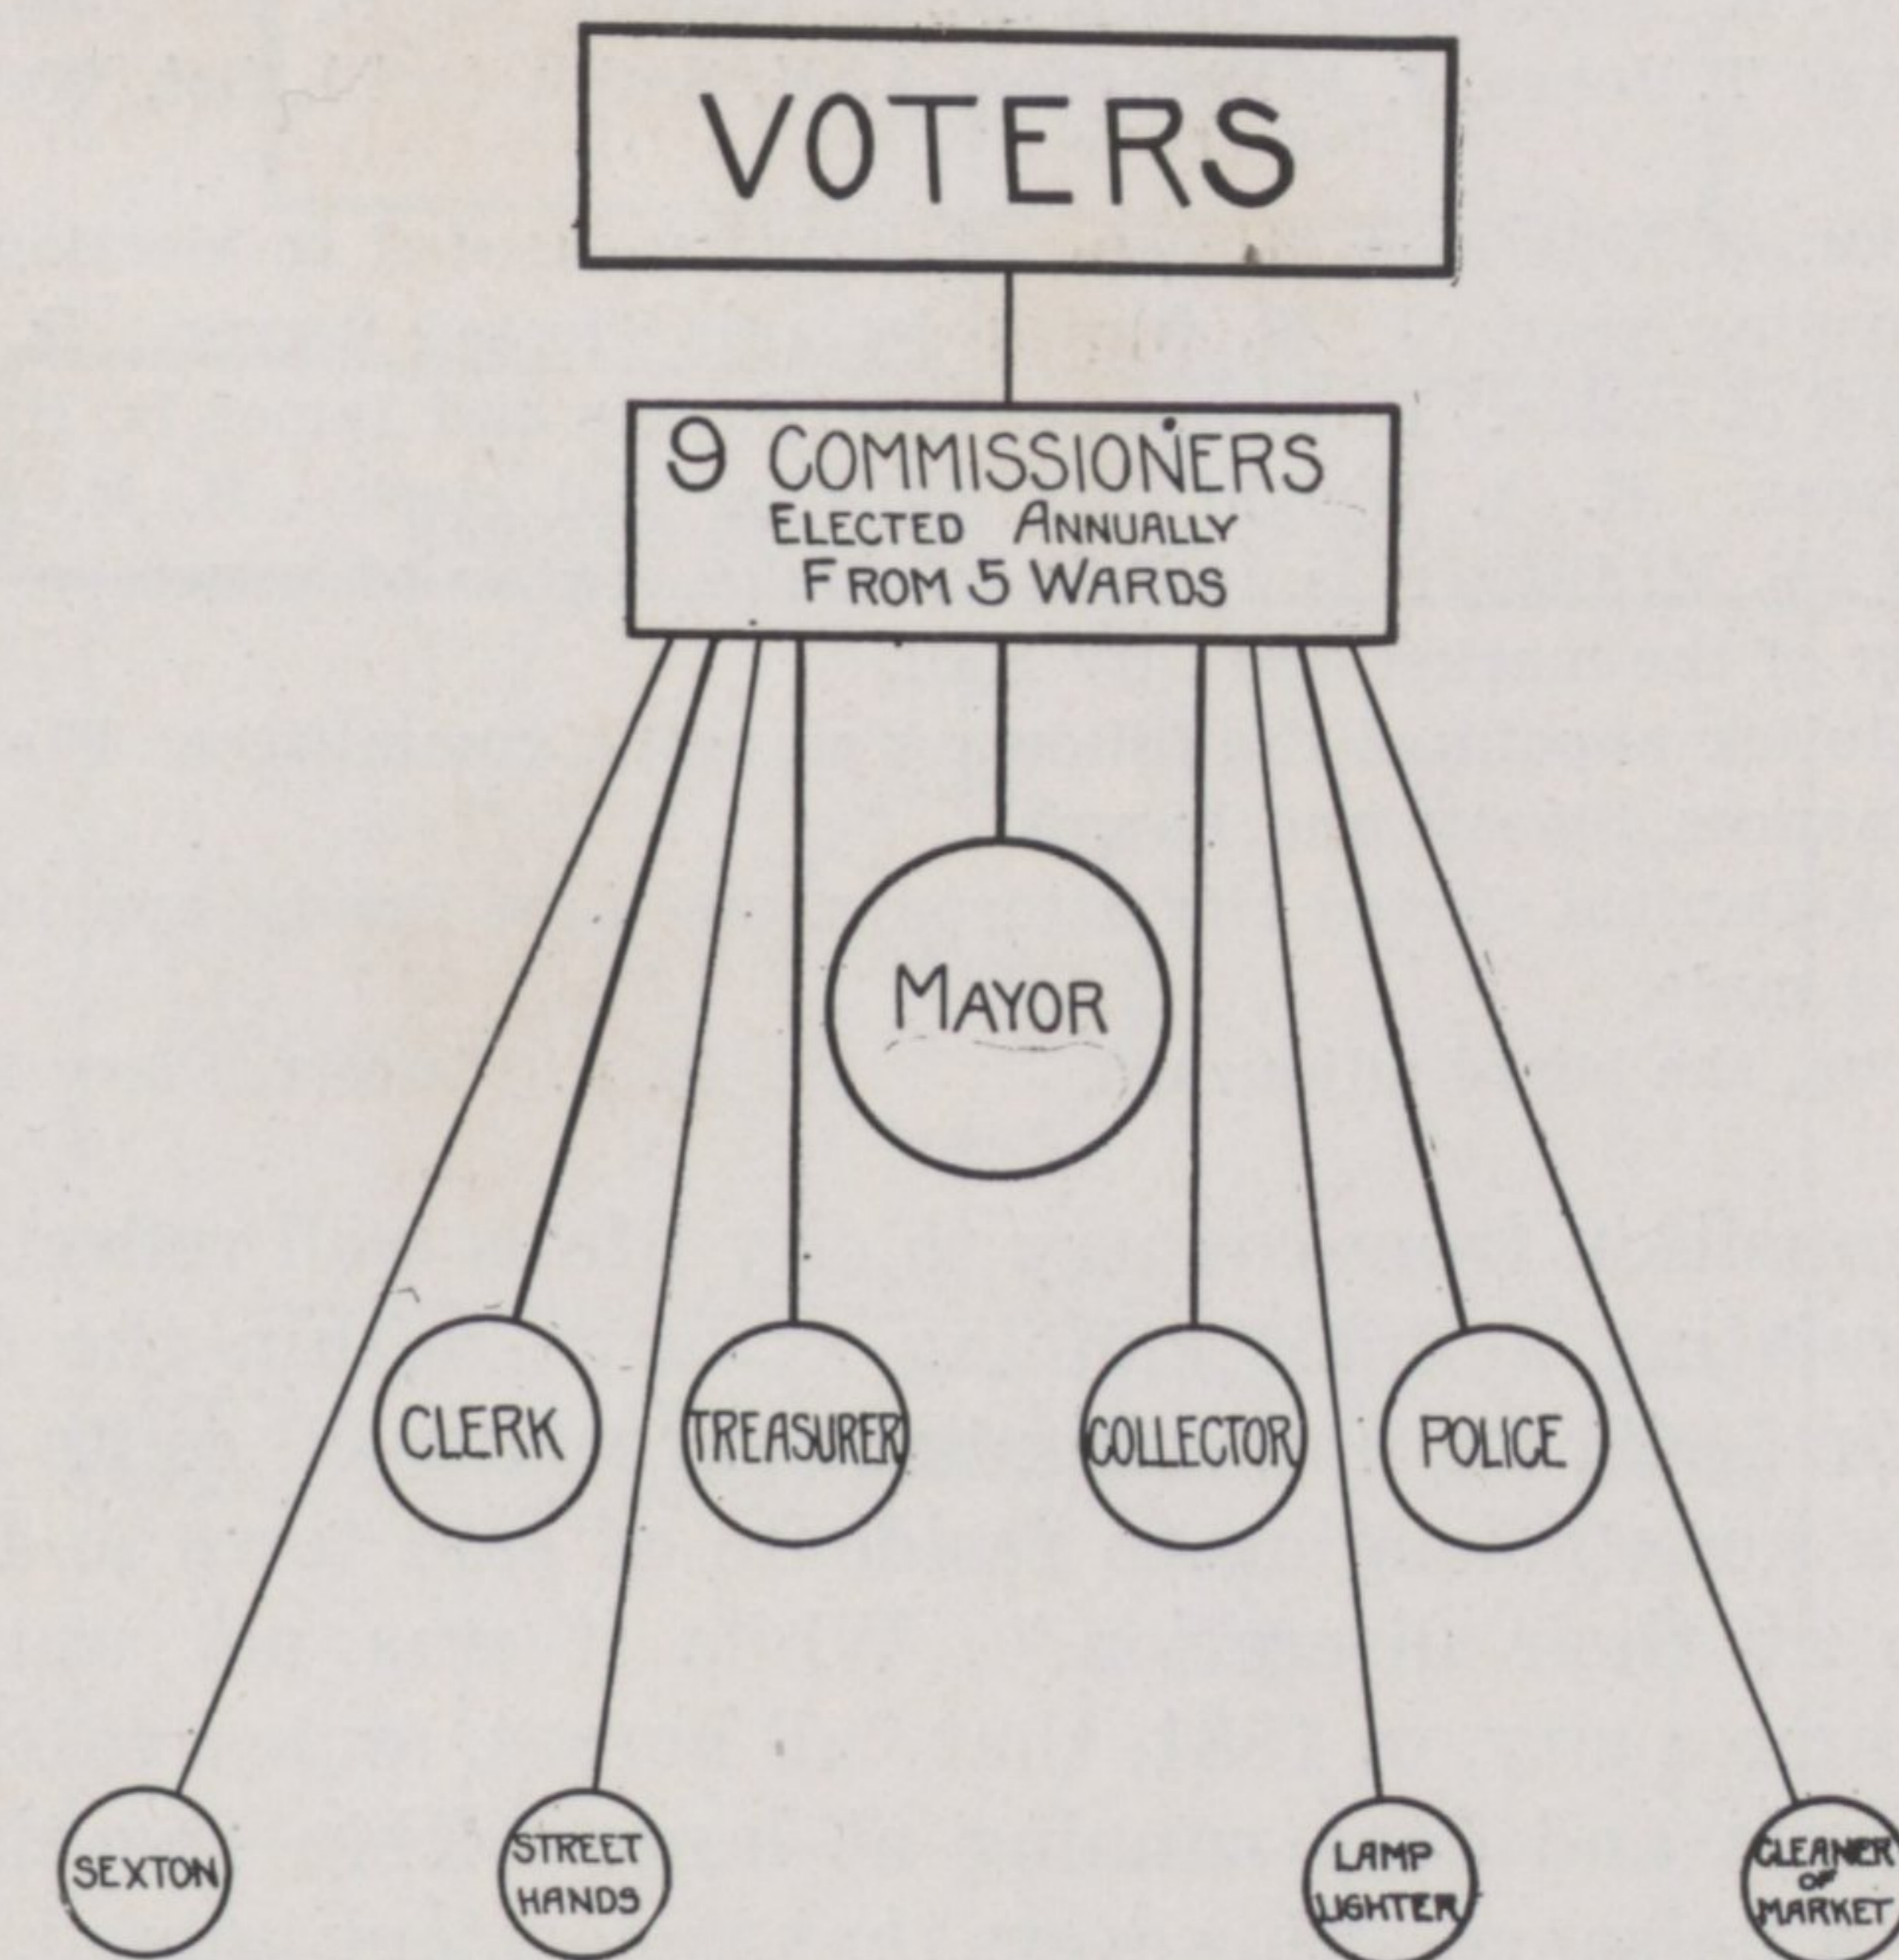 VOTERS
9 COMMISSIONERS
ELECTED ANNUALLY
FROM 5 WARDS
MAYOR
CLERK
TREASURER
COLLECTOR
POLICE
SEXTON
STREET
HANDS
LAMP
LIGHTER
CLEANER
OF
MARKET